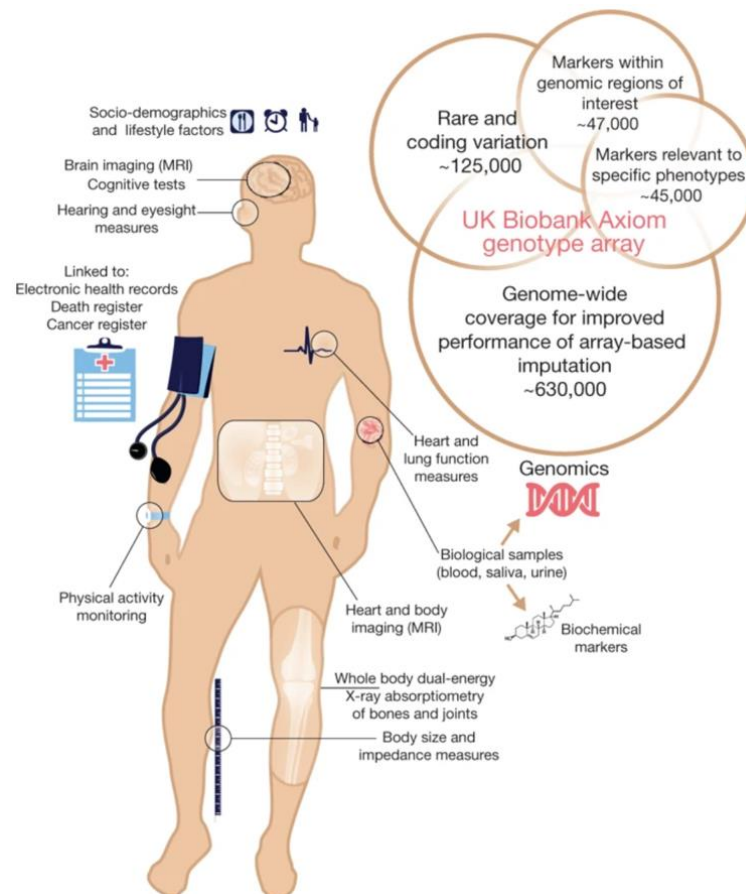 Socio-demographics
and lifestyle factors
Brain imaging (MRI)
Cognitive tests
Hearing and eyesight
measures
Linked to:
Electronic health records
Death register
Cancer register
Physical activity
monitoring
Heart and
lung function
measures
Biological samples
(blood, saliva, urine)
Heart and body
imaging (MRI)
Whole body dual-energy
X-ray absorptiometry
of bones and joints
Body size and
impedance measures
Rare and
coding variation
~125,000
Markers within
genomic regions of
interest
~47,000
Markers relevant to
specific phenotypes
~45,000
UK Biobank Axiom
genotype array
Genome-wide
coverage for improved
performance of array-based
imputation
~630,000
Genomics
Biochemical
markers